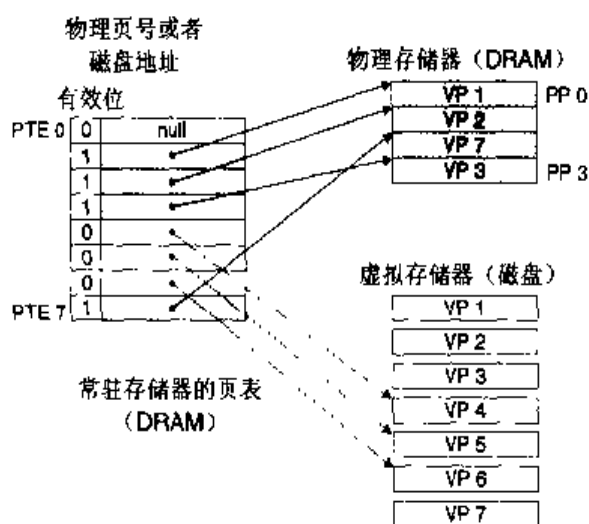 物理页号或者
磁盘地址
有效位
PTE 0 0 null
1
1
1
0
0
0
PTE 7 1
常驻存储器的页表
(DRAM)
物理存储器(DRAM)
VP 1 PP 0
VP 2
VP 7
VP 3 PP 3
虚拟存储器(磁盘)
VP 1
VP 2
VP 3
VP 4
VP 5
VP 6
VP 7